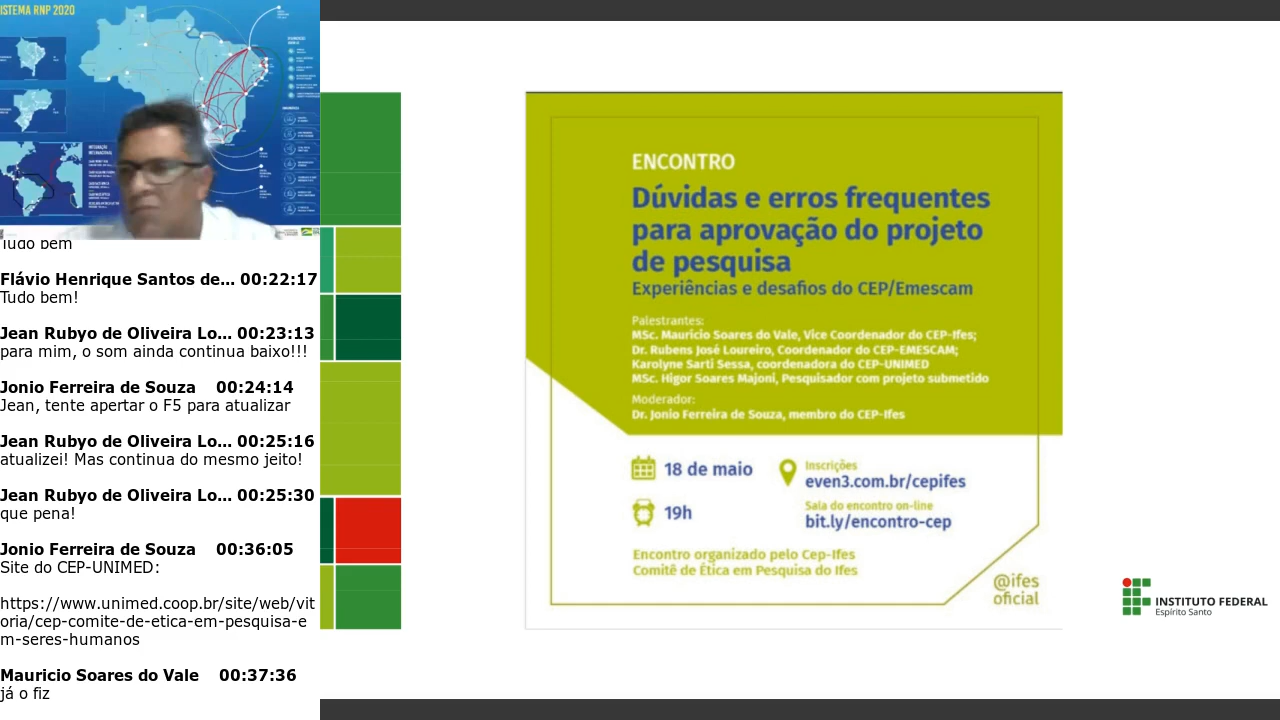 ISTEMA RNP 2020
Tudo bem
Flávio Henrique Santos de... 00:22:17
Tudo bem!
Jean Rubyo de Oliveira Lo... 00:23:13
para mim, o som ainda continua baixo!!!
Jonio Ferreira de Souza 00:24:14
Jean, tente apertar o F5 para atualizar
Jean Rubyo de Oliveira Lo... 00:25:16
atualizei! Mas continua do mesmo jeito!
Jean Rubyo de Oliveira Lo... 00:25:30
que pena!
Jonio Ferreira de Souza 00:36:05
Site do CEP-UNIMED:
https://www.unimed.coop.br/site/web/vit
oria/cep-comite-de-etica-em-pesquisa-e
m-seres-humanos
Mauricio Soares do Vale 00:37:36
já o fiz
ENCONTRO
Dúvidas e erros frequentes
para aprovação do projeto
de pesquisa
Experiências e desafios do CEP/Emescam
Palestrantes:
MSc. Mauricio Soares do Vale, Vice Coordenador do CEP-Ifes;
Dr. Rubens José Loureiro, Coordenador do CEP-EMESCAM;
Karolyne Sarti Sessa, coordenadora do CEP-UNIMED
MSc. Higor Soares Majoni, Pesquisador com projeto submetido
Moderador:
Dr. Jonio Ferreira de Souza, membro do CEP-Ifes
18 de maio
19h
Inscrições
even3.com.br/cepifes
Sala do encontro on-line
bit.ly/encontro-cep
Encontro organizado pelo Cep-Ifes
Comitê de Ética em Pesquisa do Ifes
@ifes
oficial
INSTITUTO FEDERAL
Espírito Santo